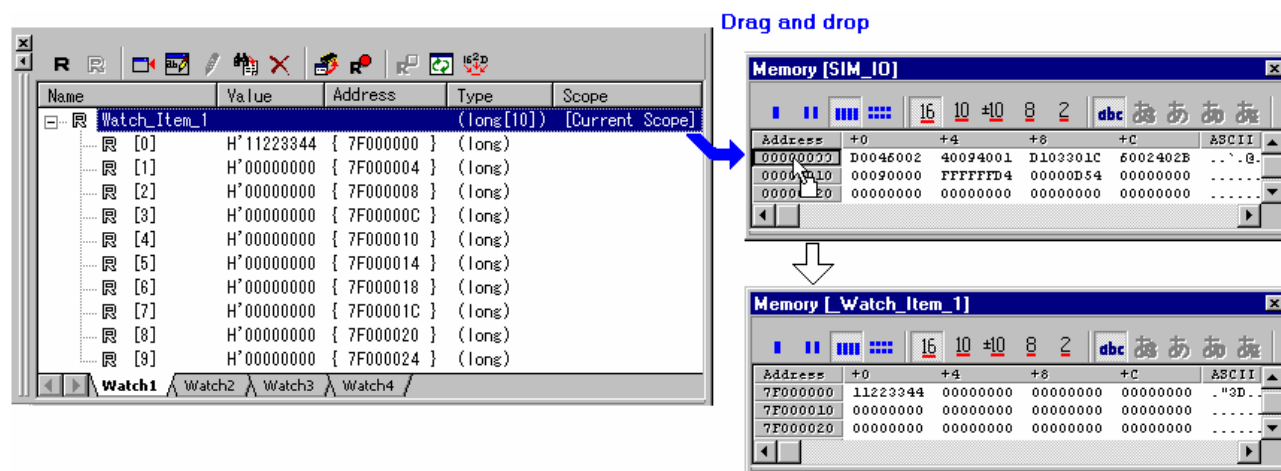 Drag and drop
R R R R 16²D
Name Value Address Type Scope
R Watch_Item_1 (long[10]) [Current Scope]
R [0] H'11223344 { 7F000000 } (long)
R [1] H'00000000 { 7F000004 } (long)
R [2] H'00000000 { 7F000008 } (long)
R [3] H'00000000 { 7F00000C } (long)
R [4] H'00000000 { 7F000010 } (long)
R [5] H'00000000 { 7F000014 } (long)
R [6] H'00000000 { 7F000018 } (long)
R [7] H'00000000 { 7F00001C } (long)
R [8] H'00000000 { 7F000020 } (long)
R [9] H'00000000 { 7F000024 } (long)
Watch1 Watch2 Watch3 Watch4
Memory [SIM_IO]
16 10 ±10 8 2 abc あ
Address +0 +4 +8 +C ASCII
00000000 D0046002 40094001 D103301C 6002402B ..`.@.
00090000 FFFFFFD4 00000D54 00000000 ......
00000000 00000000 00000000 00000000 ......
Memory [_Watch_Item_1]
16 10 ±10 8 2 abc あ
Address +0 +4 +8 +C ASCII
7F000000 11223344 00000000 00000000 00000000 ."3D..
7F000010 00000000 00000000 00000000 00000000 ......
7F000020 00000000 00000000 00000000 00000000 ......